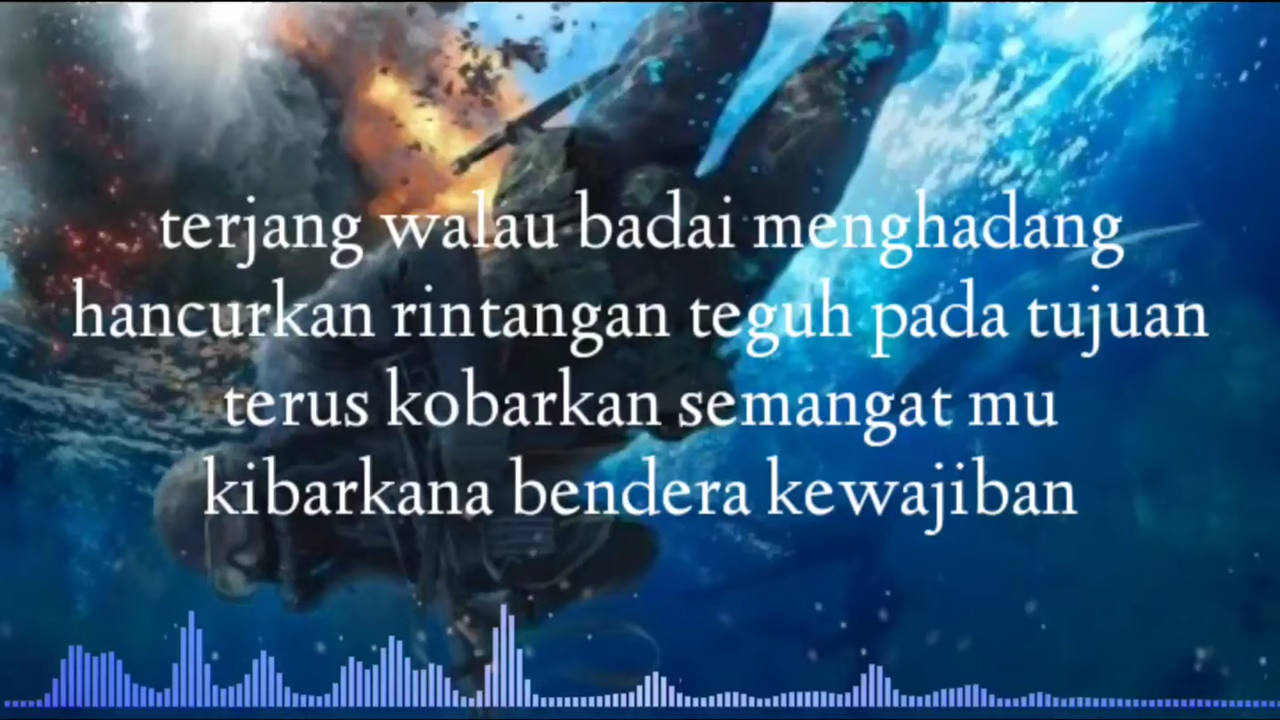 terjang walau badai menghadang
hancurkan rintangan teguh pada tujuan
terus kobarkan semangat mu
kibarkana bendera kewajiban